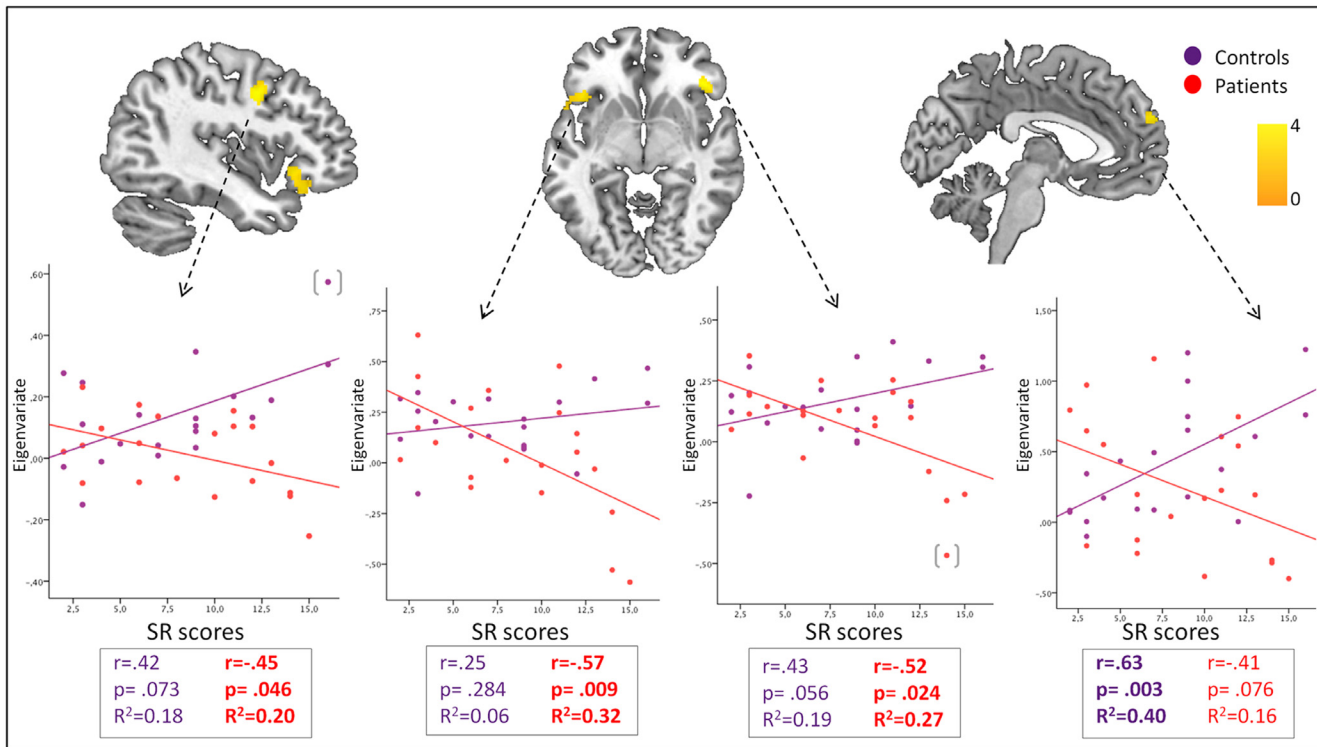 Controls
Patients
4
0
,60
,40
,20
,00
-,20
-,40
Eigenvariate
2,5 5,0 7,5 10,0 12,5 15,0
SR scores
r=.42 r=-.45
p= .073 p= .046
R²=0.18 R²=0.20
,75
,50
,25
,00
-,25
-,50
Eigenvariate
2,5 5,0 7,5 10,0 12,5 15,0
SR scores
r=.25 r=-.57
p= .284 p= .009
R²=0.06 R²=0.32
,50
,25
,00
-,25
-,50
Eigenvariate
2,5 5,0 7,5 10,0 12,5 15,0
SR scores
r=.43 r=-.52
p= .056 p= .024
R²=0.19 R²=0.27
1,50
1,00
,50
,00
-,50
Eigenvariate
2,5 5,0 7,5 10,0 12,5 15,0
SR scores
r=.63 r=-.41
p= .003 p= .076
R²=0.40 R²=0.16